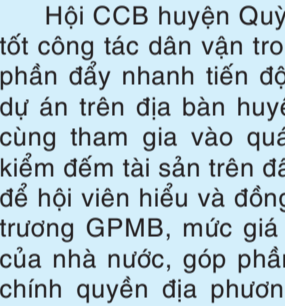 Hội CCB huyện Quỳ
tốt công tác dân vận tro
phần đẩy nhanh tiến độ
dự án trên địa bàn huyệ
cùng tham gia vào quá
kiểm đếm tài sản trên đấ
để hội viên hiểu và đồng
trương GPMB, mức giá
của nhà nước, góp phần
chính quyền địa phươn